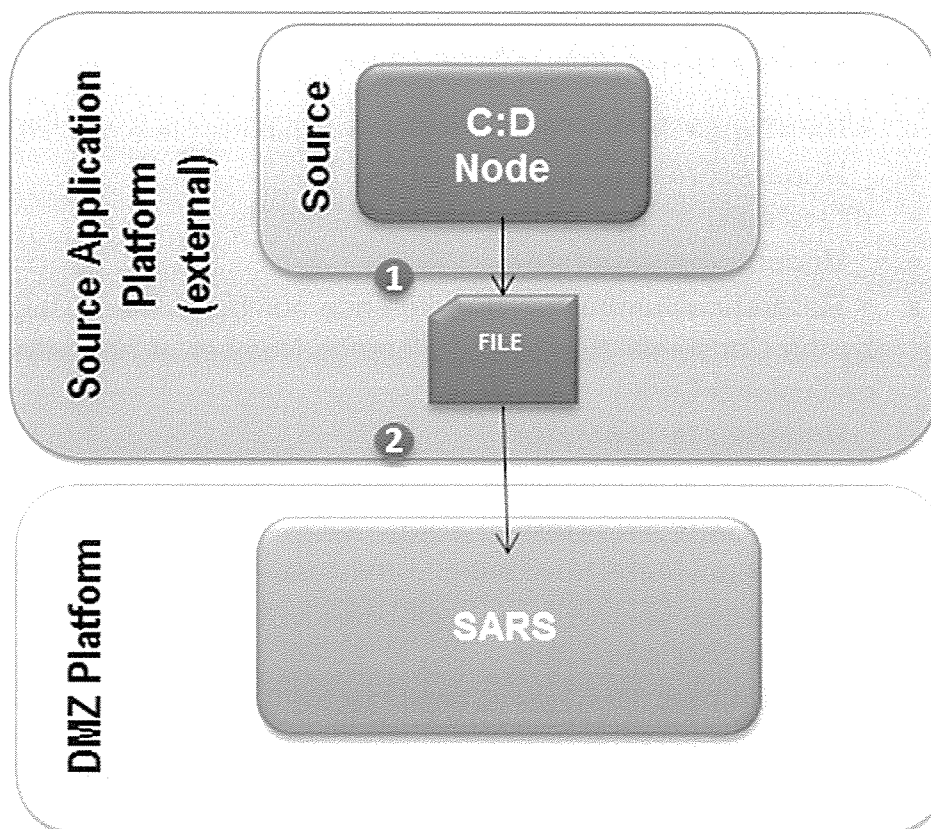 Source Application
Platform
(external)
Source
C:D
Node
1
FILE
2
DMZ Platform
SARS